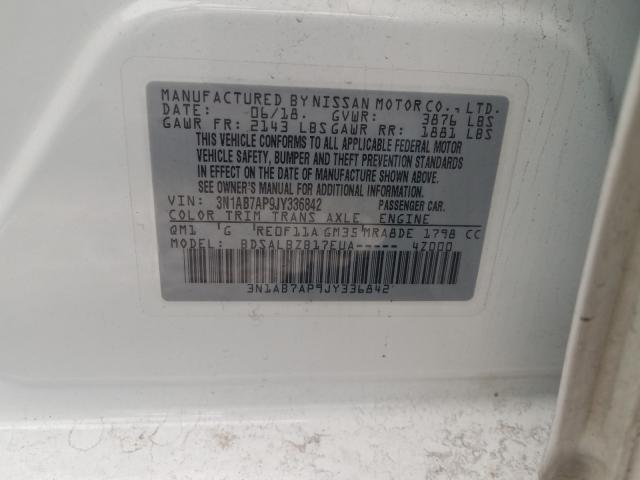 MANUFACTURED BY NISSAN MOTOR CO., LTD.
DATE: 06/18. GVWR: 3876 LBS
GAWR FR: 2143 LBS GAWR RR: 1881 LBS
THIS VEHICLE CONFORMS TO ALL APPLICABLE FEDERAL MOTOR
VEHICLE SAFETY, BUMPER AND THEFT PREVENTION STANDARDS
IN EFFECT ON THE DATE OF MANUFACTURE SHOWN ABOVE.
SEE OWNER'S MANUAL FOR ADDITIONAL INFORMATION.
VIN: 3N1AB7AP9JY336842 PASSENGER CAR.
COLOR TRIM TRANS AXLE ENGINE
QM1 G RE0F11A GM35 MRA8DE 1798 CC
MODEL: BDSALBZB17EUA----- 4Z000
3N1AB7AP9JY336842